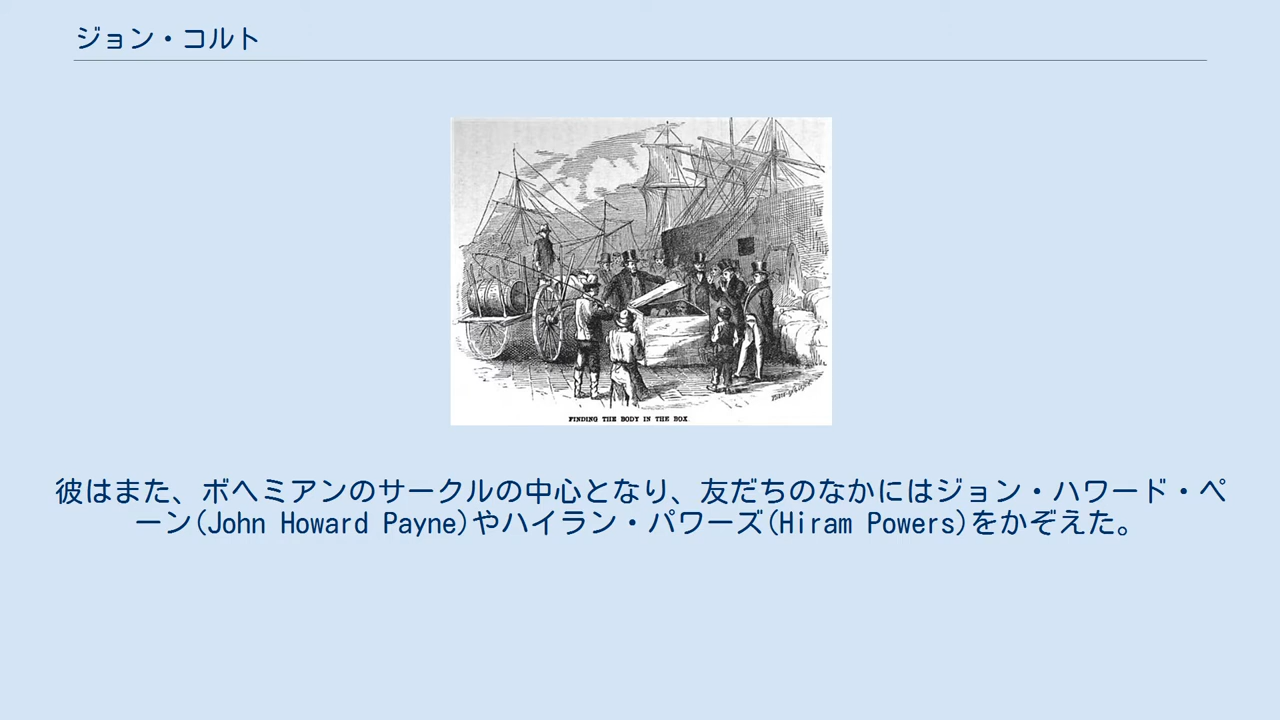 ジョン・コルト
FINDING THE BODY IN THE BOX
彼はまた、ボヘミアンのサークルの中心となり、友だちのなかにはジョン・ハワード・ペ
ーン(John Howard Payne)やハイラン・パワーズ(Hiram Powers)をかぞえた。